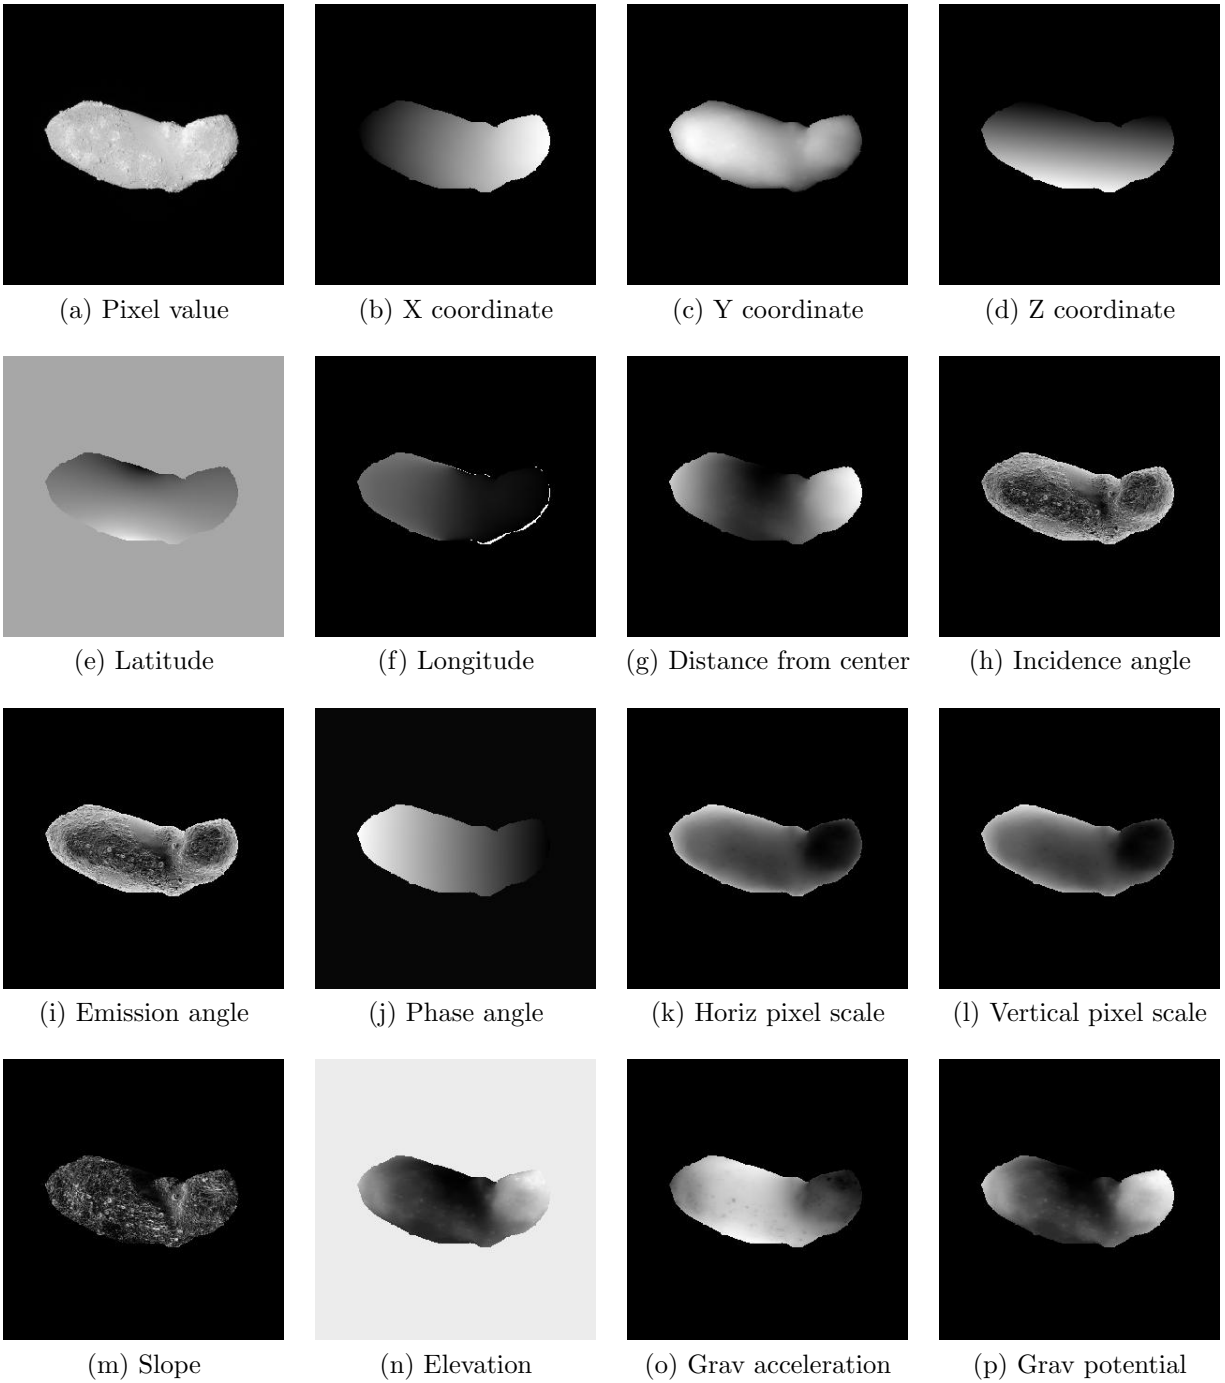 (a) Pixel value
(b) X coordinate
(c) Y coordinate
(d) Z coordinate
(e) Latitude
(f) Longitude
(g) Distance from center
(h) Incidence angle
(i) Emission angle
(j) Phase angle
(k) Horiz pixel scale
(l) Vertical pixel scale
(m) Slope
(n) Elevation
(o) Grav acceleration
(p) Grav potential